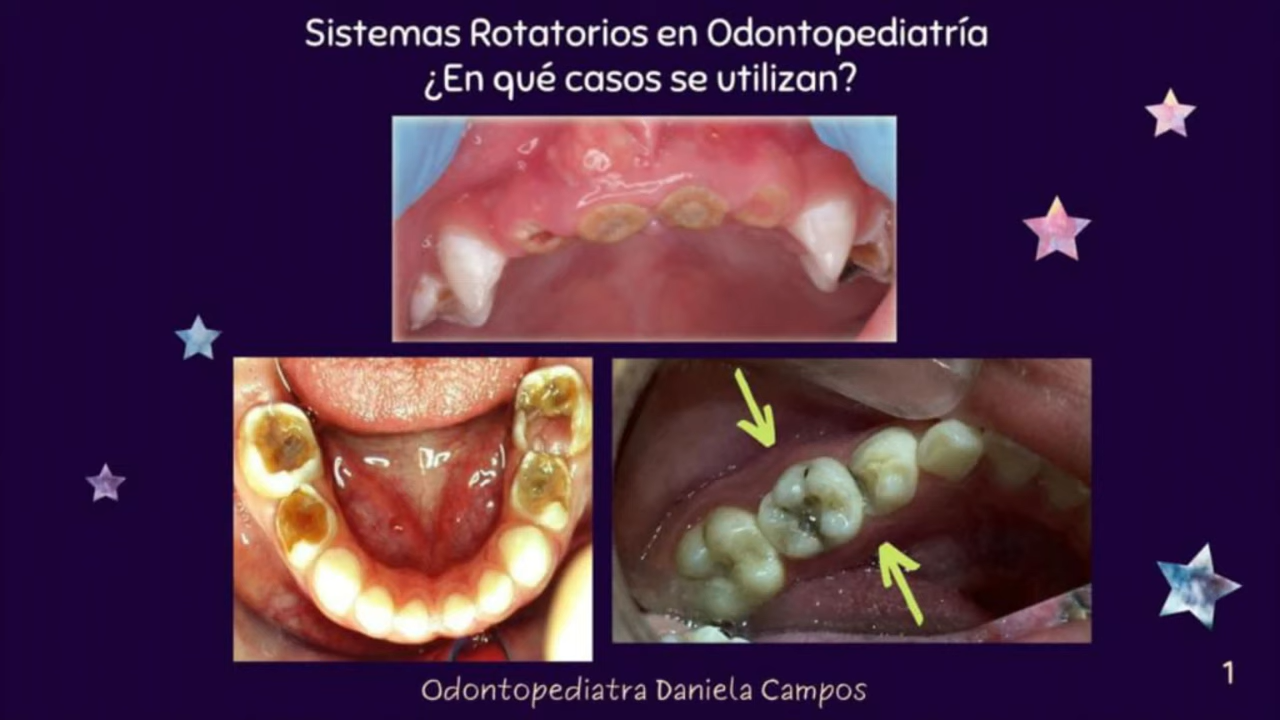 Sistemas Rotatorios en Odontopediatría
¿En qué casos se utilizan?
Odontopediatra Daniela Campos
1